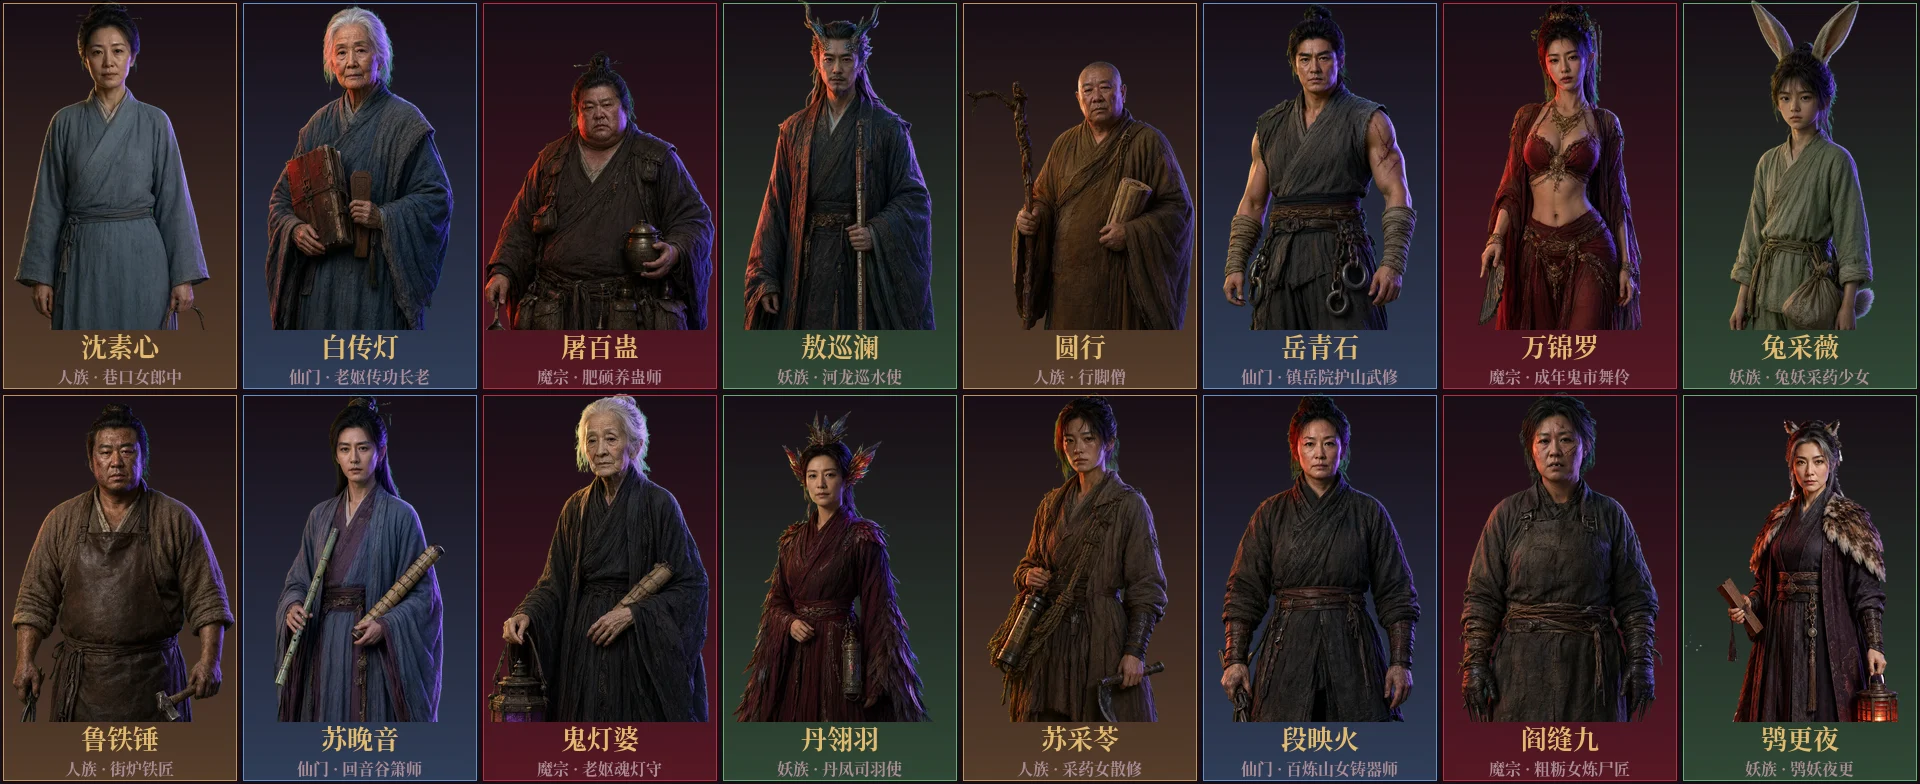 沈素心
人族 · 巷口女郎中
白传灯
仙门 · 老妪传功长老
屠百蛊
魔宗 · 肥硕养蛊师
敖巡澜
妖族 · 河龙巡水使
圆行
人族 · 行脚僧
岳青石
仙门 · 镇岳院护山武修
万锦罗
魔宗 · 成年鬼市舞伶
兔采薇
妖族 · 兔妖采药少女
鲁铁锤
人族 · 街炉铁匠
苏晚音
仙门 · 回音谷箫师
鬼灯婆
魔宗 · 老妪魂灯守
丹翎羽
妖族 · 丹凤司羽使
苏采苓
人族 · 采药女散修
段映火
仙门 · 百炼山女铸器师
阎缝九
魔宗 · 粗粝女炼尸匠
鸮更夜
妖族 · 鸮妖夜更